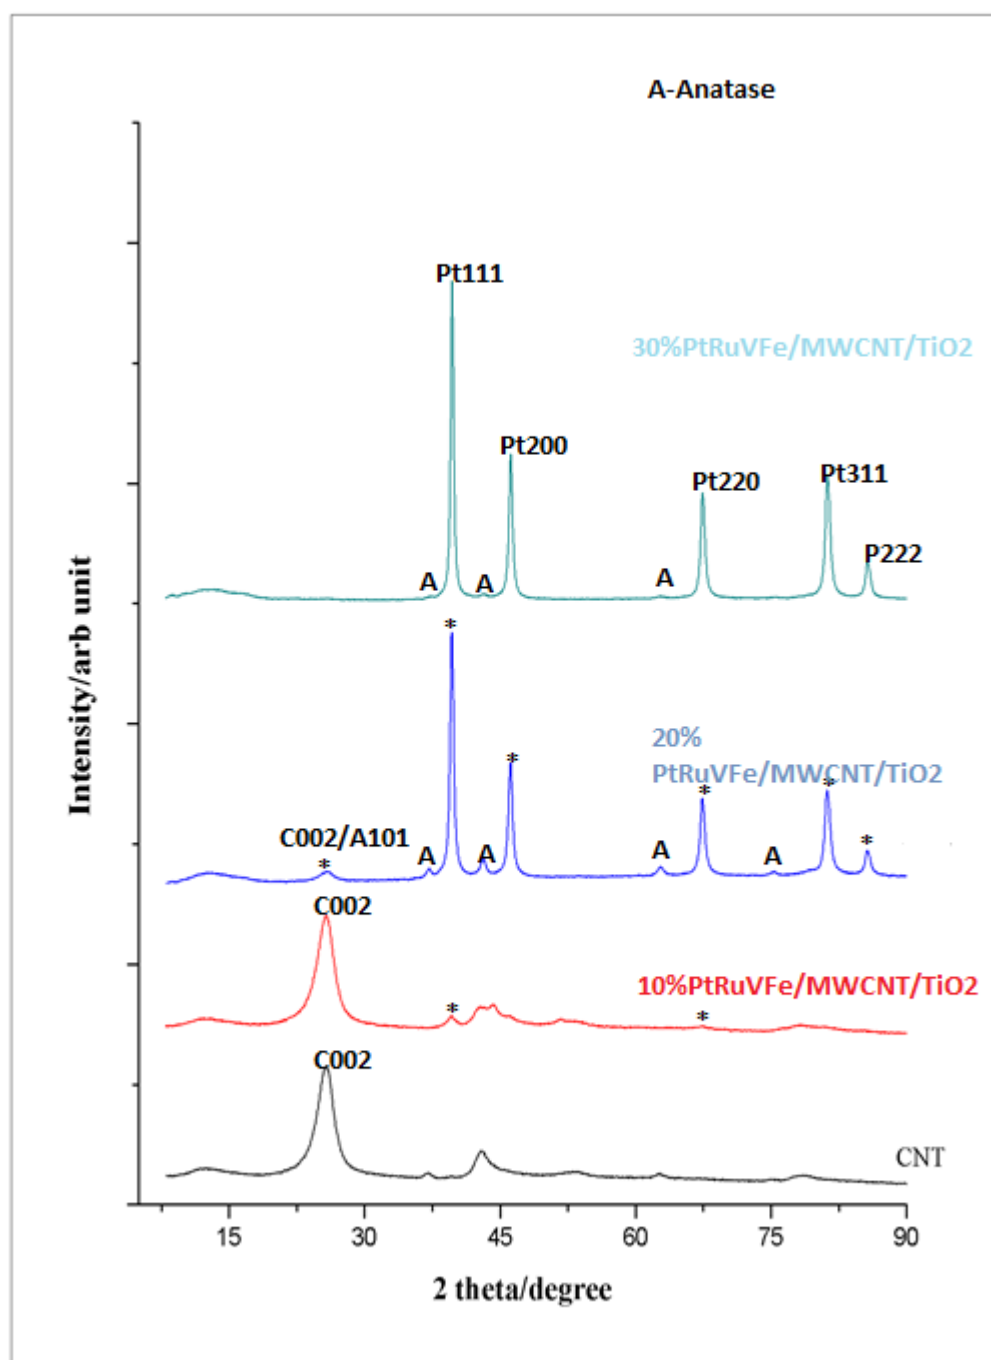 A-Anatase
Pt111
30%PtRuVFe/MWCNT/TiO2
Pt200
Pt220
Pt311
P222
A
A
A
*
20%
PtRuVFe/MWCNT/TiO2
*
*
*
*
C002/A101
*
A
A
A
A
C002
10%PtRuVFe/MWCNT/TiO2
*
*
C002
CNT
15
30
45
60
75
90
2 theta/degree
Intensity/arb unit